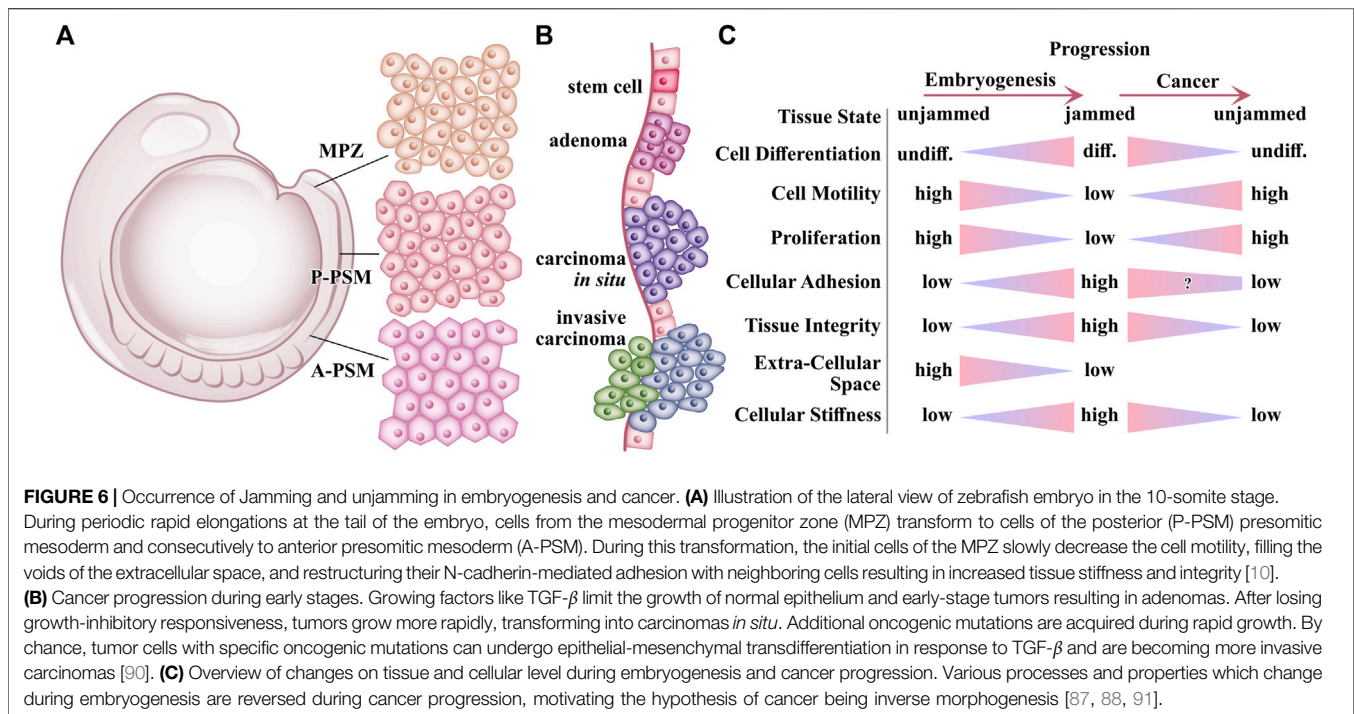 A
B
C
MPZ
P-PSM
A-PSM
stem cell
adenoma
carcinoma
in situ
invasive
carcinoma
Progression
Embryogenesis
Cancer
Tissue State unjammed jammed unjammed
Cell Differentiation undiff. diff. undiff.
Cell Motility high low high
Proliferation high low high
Cellular Adhesion low high ? low
Tissue Integrity low high low
Extra-Cellular
Space
high low
Cellular Stiffness low high low
FIGURE 6 | Occurrence of Jamming and unjamming in embryogenesis and cancer. (A) Illustration of the lateral view of zebrafish embryo in the 10-somite stage.
During periodic rapid elongations at the tail of the embryo, cells from the mesodermal progenitor zone (MPZ) transform to cells of the posterior (P-PSM) presomitic
mesoderm and consecutively to anterior presomitic mesoderm (A-PSM). During this transformation, the initial cells of the MPZ slowly decrease the cell motility, filling the
voids of the extracellular space, and restructuring their N-cadherin-mediated adhesion with neighboring cells resulting in increased tissue stiffness and integrity [10].
(B) Cancer progression during early stages. Growing factors like TGF-β limit the growth of normal epithelium and early-stage tumors resulting in adenomas. After losing
growth-inhibitory responsiveness, tumors grow more rapidly, transforming into carcinomas in situ. Additional oncogenic mutations are acquired during rapid growth. By
chance, tumor cells with specific oncogenic mutations can undergo epithelial-mesenchymal transdifferentiation in response to TGF-β and are becoming more invasive
carcinomas [90]. (C) Overview of changes on tissue and cellular level during embryogenesis and cancer progression. Various processes and properties which change
during embryogenesis are reversed during cancer progression, motivating the hypothesis of cancer being inverse morphogenesis [87, 88, 91].